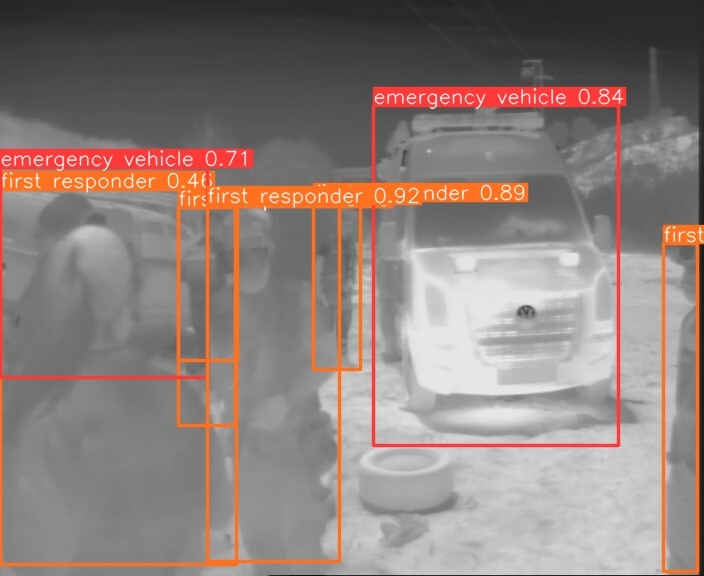 emergency vehicle 0.84
emergency vehicle 0.71
first responder 0.46
first responder 0.92
nder 0.89
first